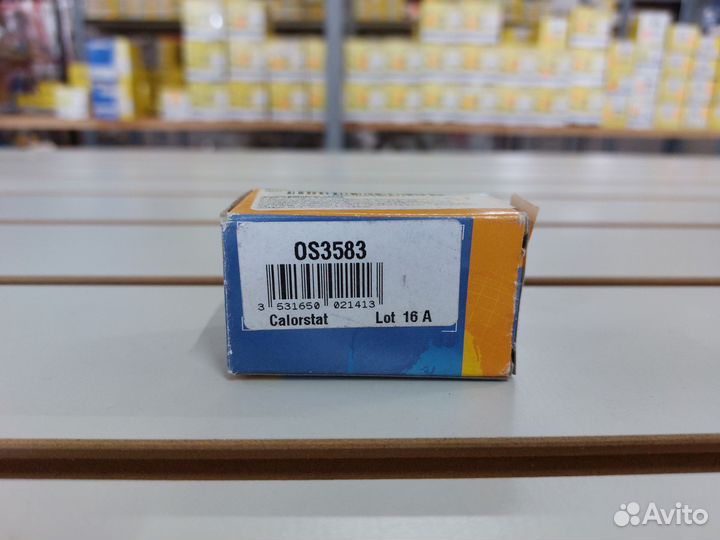 OS3583
3 531650 021413
Calorstat Lot 16 A
Avito